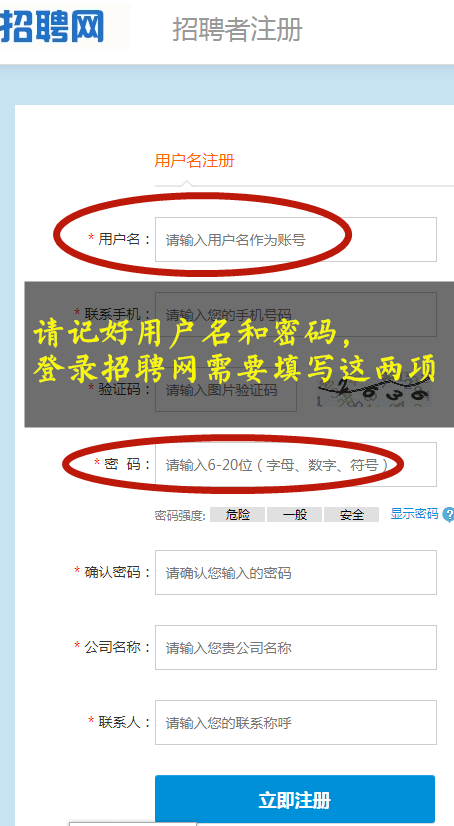 招聘网
招聘者注册
用户名注册
* 用户名： 请输入用户名作为账号
* 联系手机： 请输入您的手机号码
请记好用户名和密码，
登录招聘网需要填写这两项
* 验证码： 请输入图片验证码
* 密 码： 请输入6-20位（字母、数字、符号）
密码强度: 危险 一般 安全 显示密码 ?
* 确认密码： 请确认您输入的密码
* 公司名称： 请输入您贵公司名称
* 联系人： 请输入您的联系称呼
立即注册